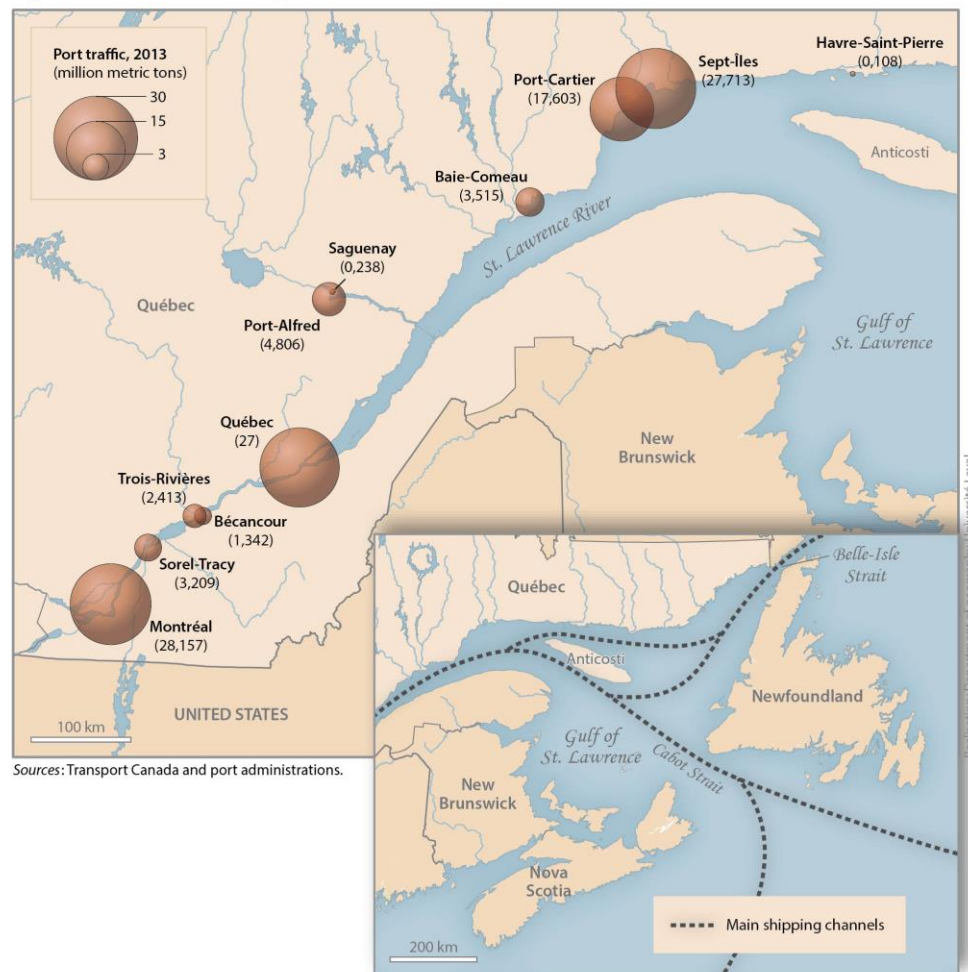 Port traffic, 2013
(million metric tons)
30
15
3
Havre-Saint-Pierre
(0,108)
Sept-Îles
(27,713)
Port-Cartier
(17,603)
Anticosti
Baie-Comeau
(3,515)
St. Lawrence River
Saguenay
(0,238)
Québec
Port-Alfred
(4,806)
Gulf of
St. Lawrence
Québec
(27)
New
Brunswick
Trois-Rivières
(2,413)
Bécancour
(1,342)
Sorel-Tracy
(3,209)
Montréal
(28,157)
UNITED STATES
100 km
Belle-Isle
Strait
Québec
Anticosti
Newfoundland
Gulf of
St. Lawrence
Cabot Strait
New
Brunswick
Nova
Scotia
Main shipping channels
200 km
Sources: Transport Canada and port administrations.